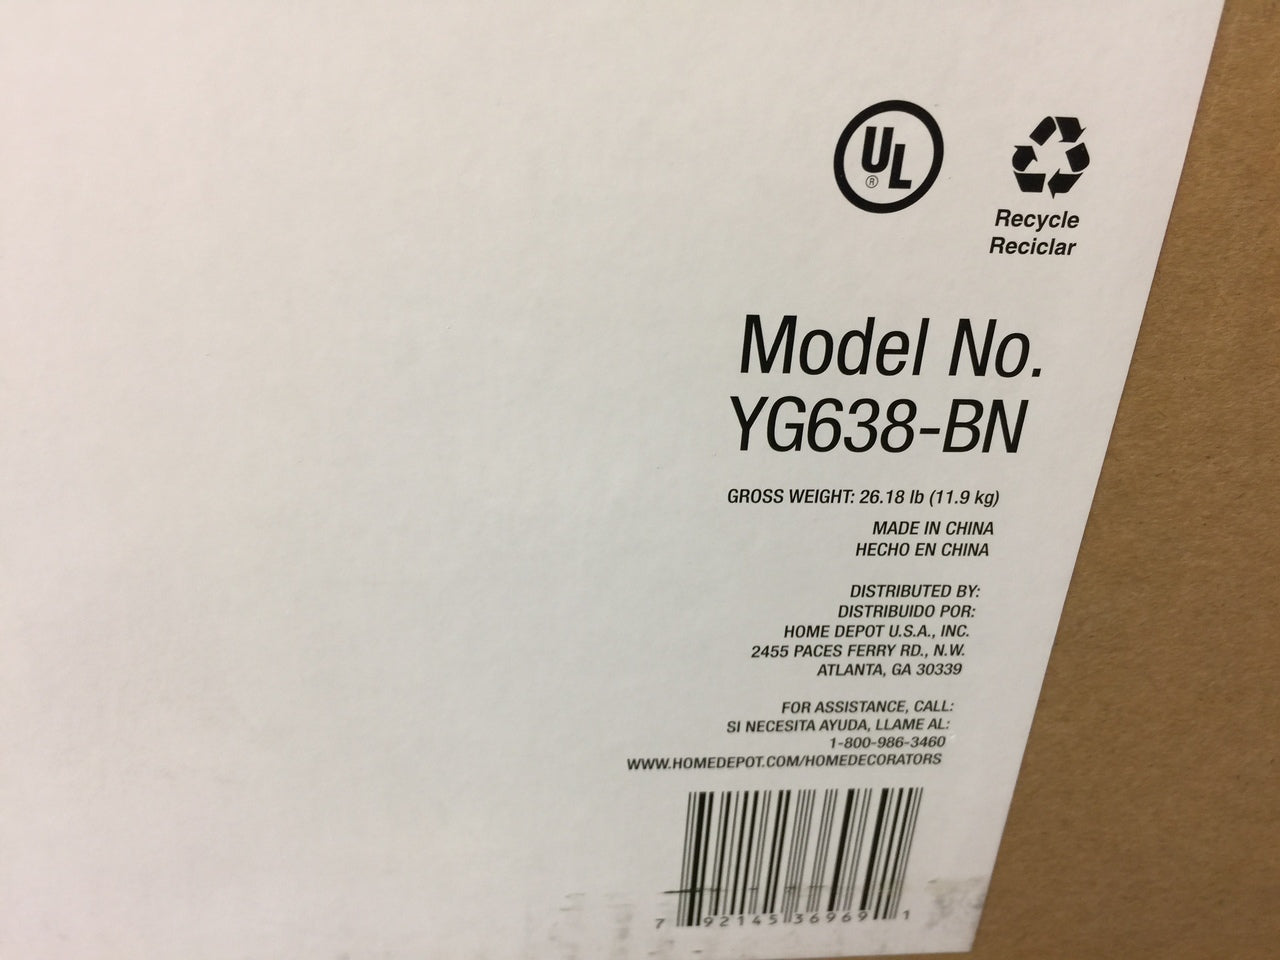 UL
®
Recycle
Reciclar
Model No.
YG638-BN
GROSS WEIGHT: 26.18 lb (11.9 kg)
MADE IN CHINA
HECHO EN CHINA
DISTRIBUTED BY:
DISTRIBUIDO POR:
HOME DEPOT U.S.A., INC.
2455 PACES FERRY RD., N.W.
ATLANTA, GA 30339
FOR ASSISTANCE, CALL:
SI NECESITA AYUDA, LLAME AL:
1-800-986-3460
WWW.HOMEDEPOT.COM/HOMEDECORATORS
7 92145 36969 1